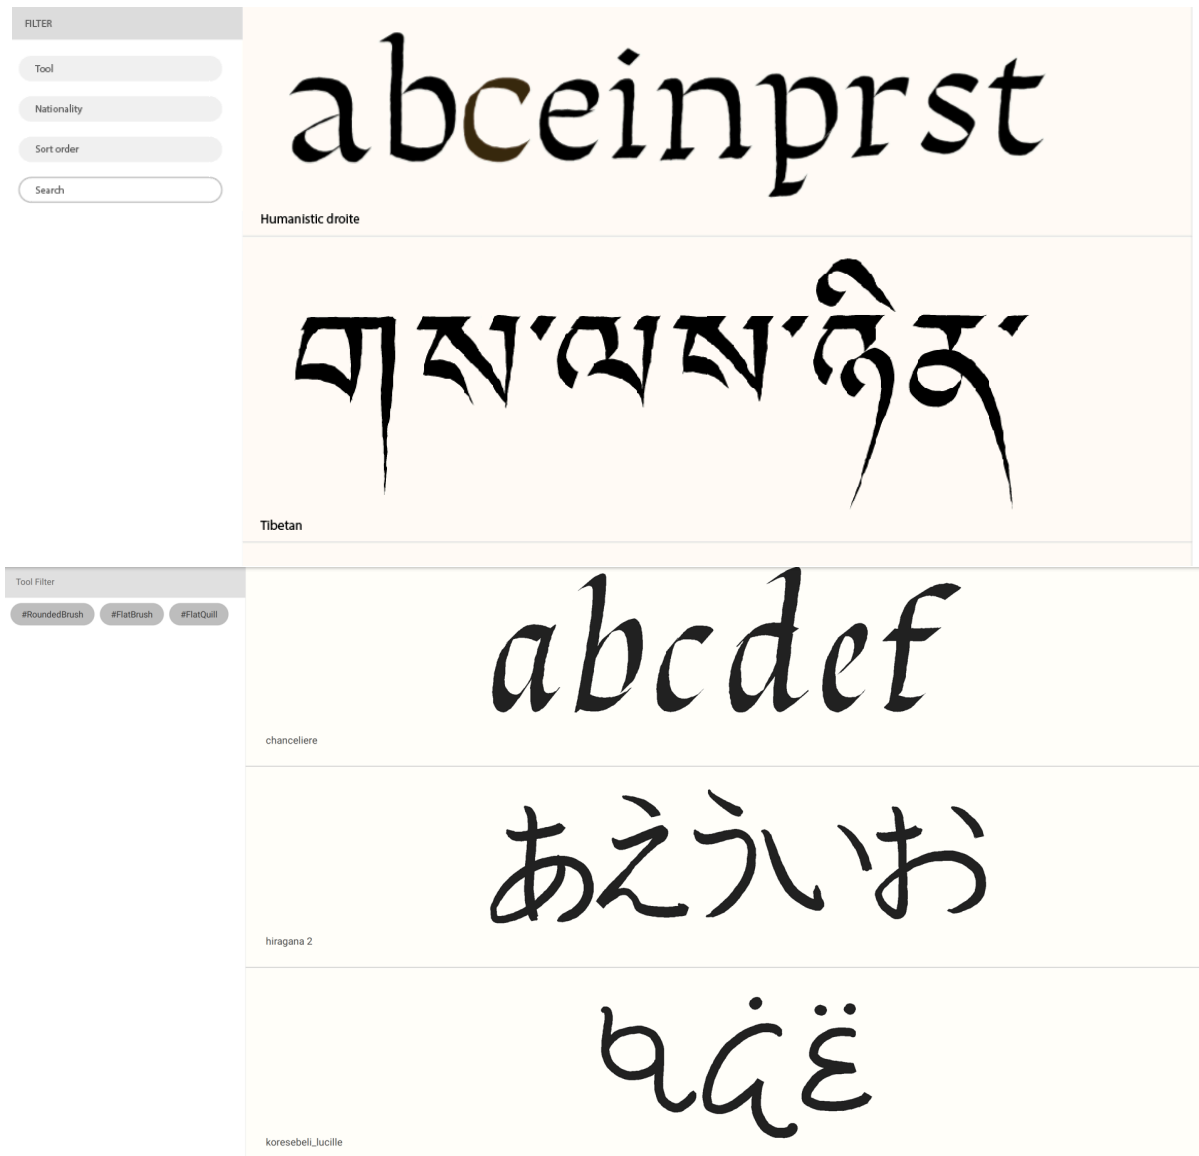 FILTER
Tool
Nationality
Sort order
Search
abceinprst
Humanistic droite
གས་ལས་ཉིན་
Tibetan
Tool Filter
#RoundedBrush #FlatBrush #FlatQuill
abcdef
chanceliere
あえういお
hiragana 2
koresebeli_lucille